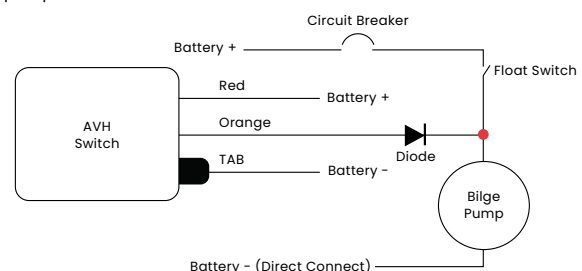 Circuit Breaker
Battery +
Float Switch
Red
Battery +
AVH
Switch
Orange
Diode
TAB
Battery -
Bilge
Pump
Battery - (Direct Connect)